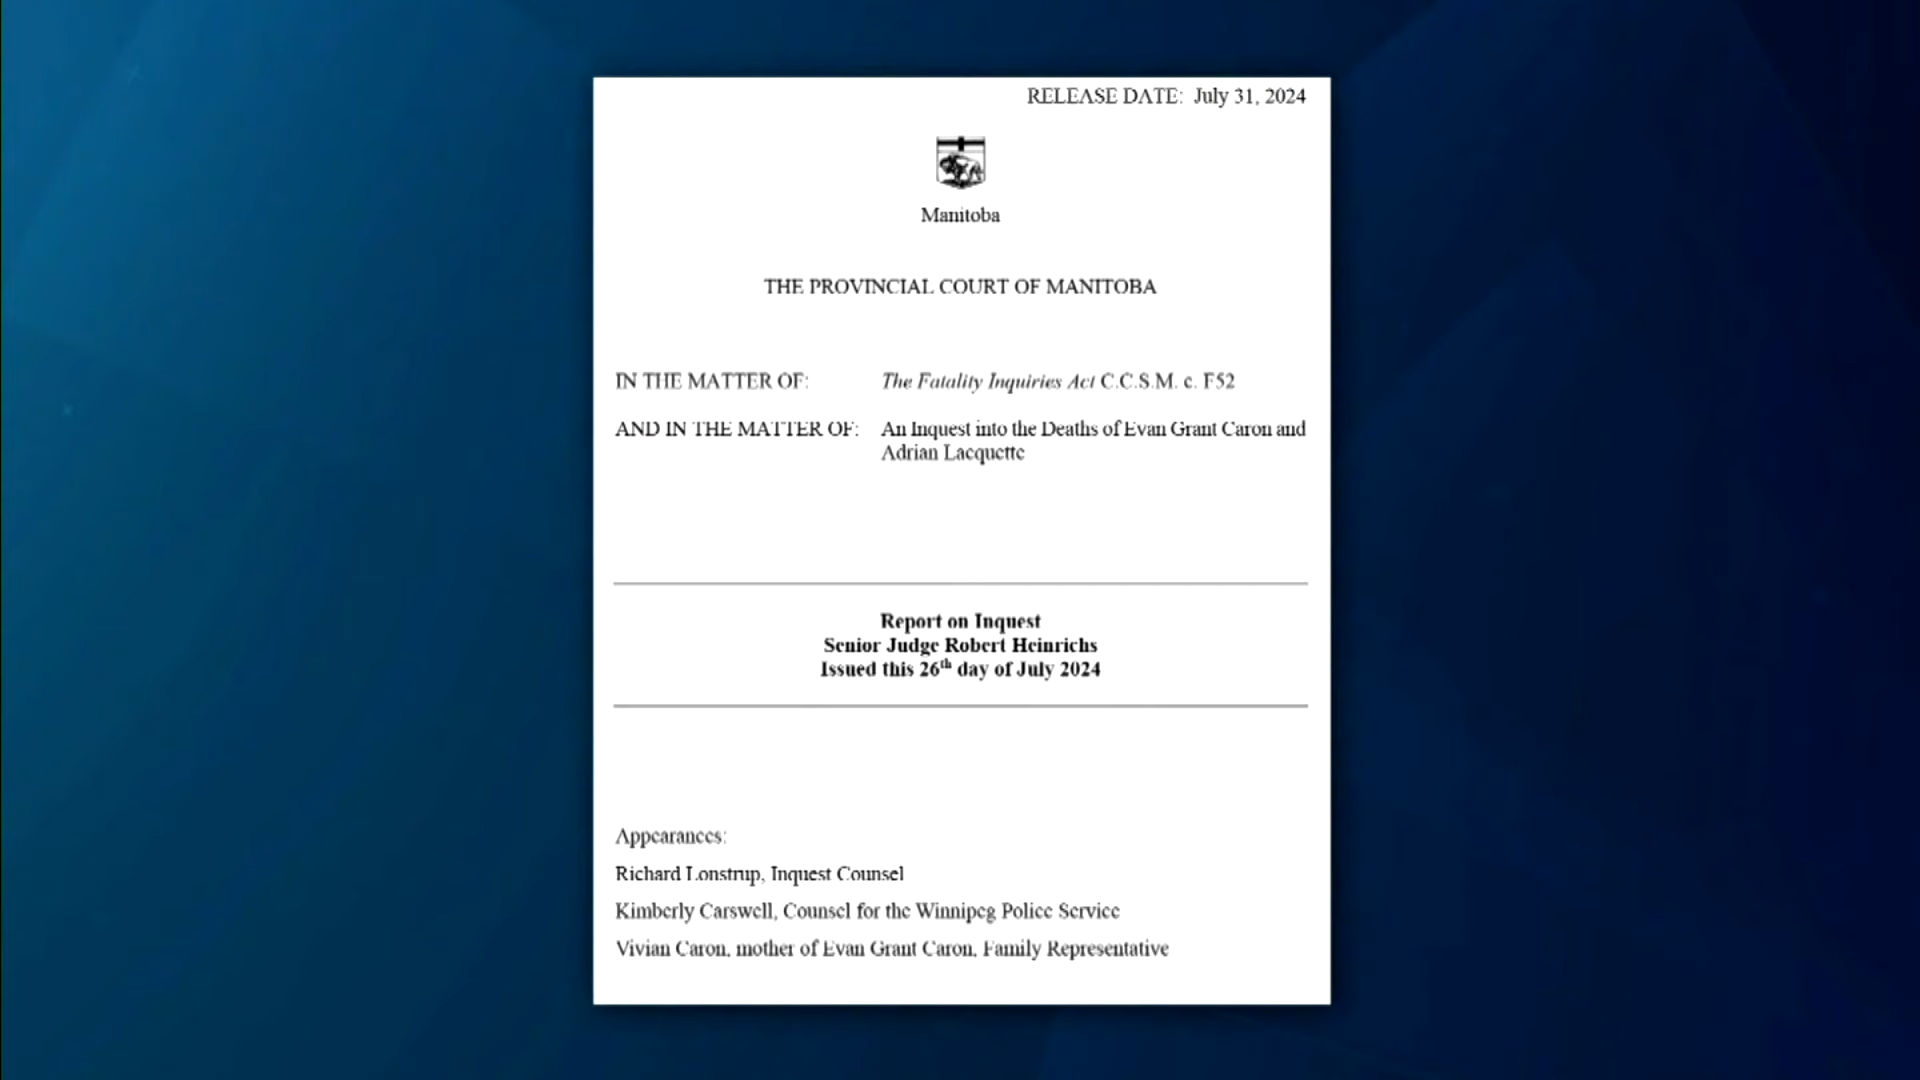 RELEASE DATE: July 31, 2024
Manitoba
THE PROVINCIAL COURT OF MANITOBA
IN THE MATTER OF: The Fatality Inquiries Act C.C.S.M. c. F52
AND IN THE MATTER OF: An Inquest into the Deaths of Evan Grant Caron and
Adrian Lacquette
Report on Inquest
Senior Judge Robert Heinrichs
Issued this 26th day of July 2024
Appearances:
Richard Lonstrup, Inquest Counsel
Kimberly Carswell, Counsel for the Winnipeg Police Service
Vivian Caron, mother of Evan Grant Caron, Family Representative